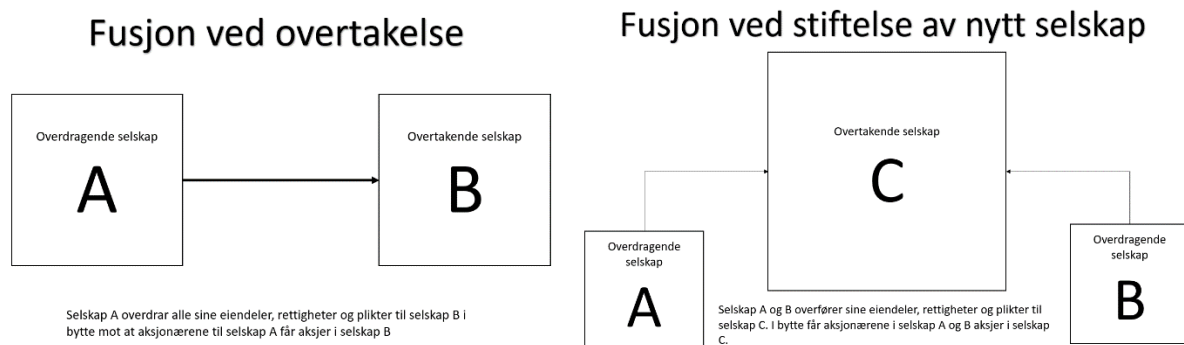 Fusjon ved overtakelse
Overdragende selskap
A
Overtakende selskap
B
Selskap A overdrar alle sine eiendeler, rettigheter og plikter til selskap B i
bytte mot at aksjonærene til selskap A får aksjer i selskap B
Fusjon ved stiftelse av nytt selskap
Overtakende selskap
C
Overdragende
selskap
A
Overdragende
selskap
B
Selskap A og B overfører sine eiendeler, rettigheter og plikter til
selskap C. I bytte får aksjonærene i selskap A og B aksjer i selskap
C.